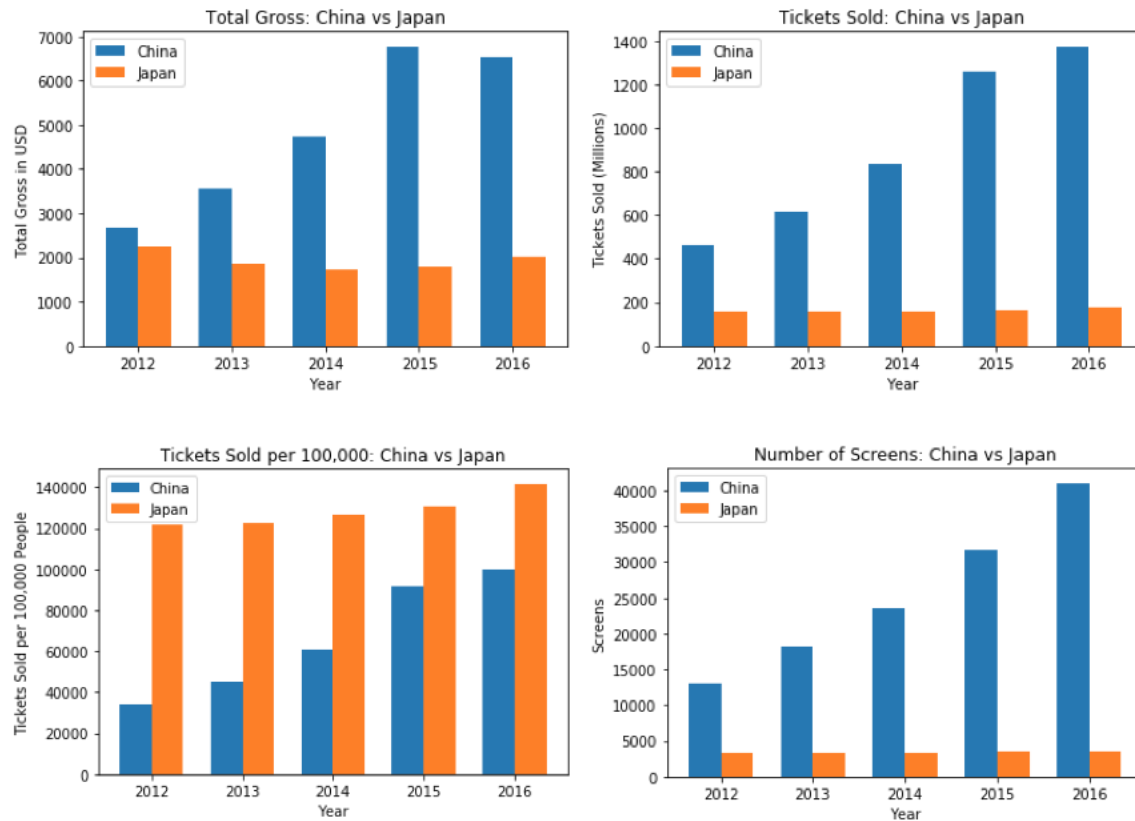 Total Gross: China vs Japan
7000
6000
5000
4000
3000
2000
1000
0
Total Gross in USD
China
Japan
2012 2013 2014 2015 2016
Year
Tickets Sold: China vs Japan
1400
1200
1000
800
600
400
200
0
Tickets Sold (Millions)
China
Japan
2012 2013 2014 2015 2016
Year
Tickets Sold per 100,000: China vs Japan
140000
120000
100000
80000
60000
40000
20000
0
Tickets Sold per 100,000 People
China
Japan
2012 2013 2014 2015 2016
Year
Number of Screens: China vs Japan
40000
35000
30000
25000
20000
15000
10000
5000
0
Screens
China
Japan
2012 2013 2014 2015 2016
Year